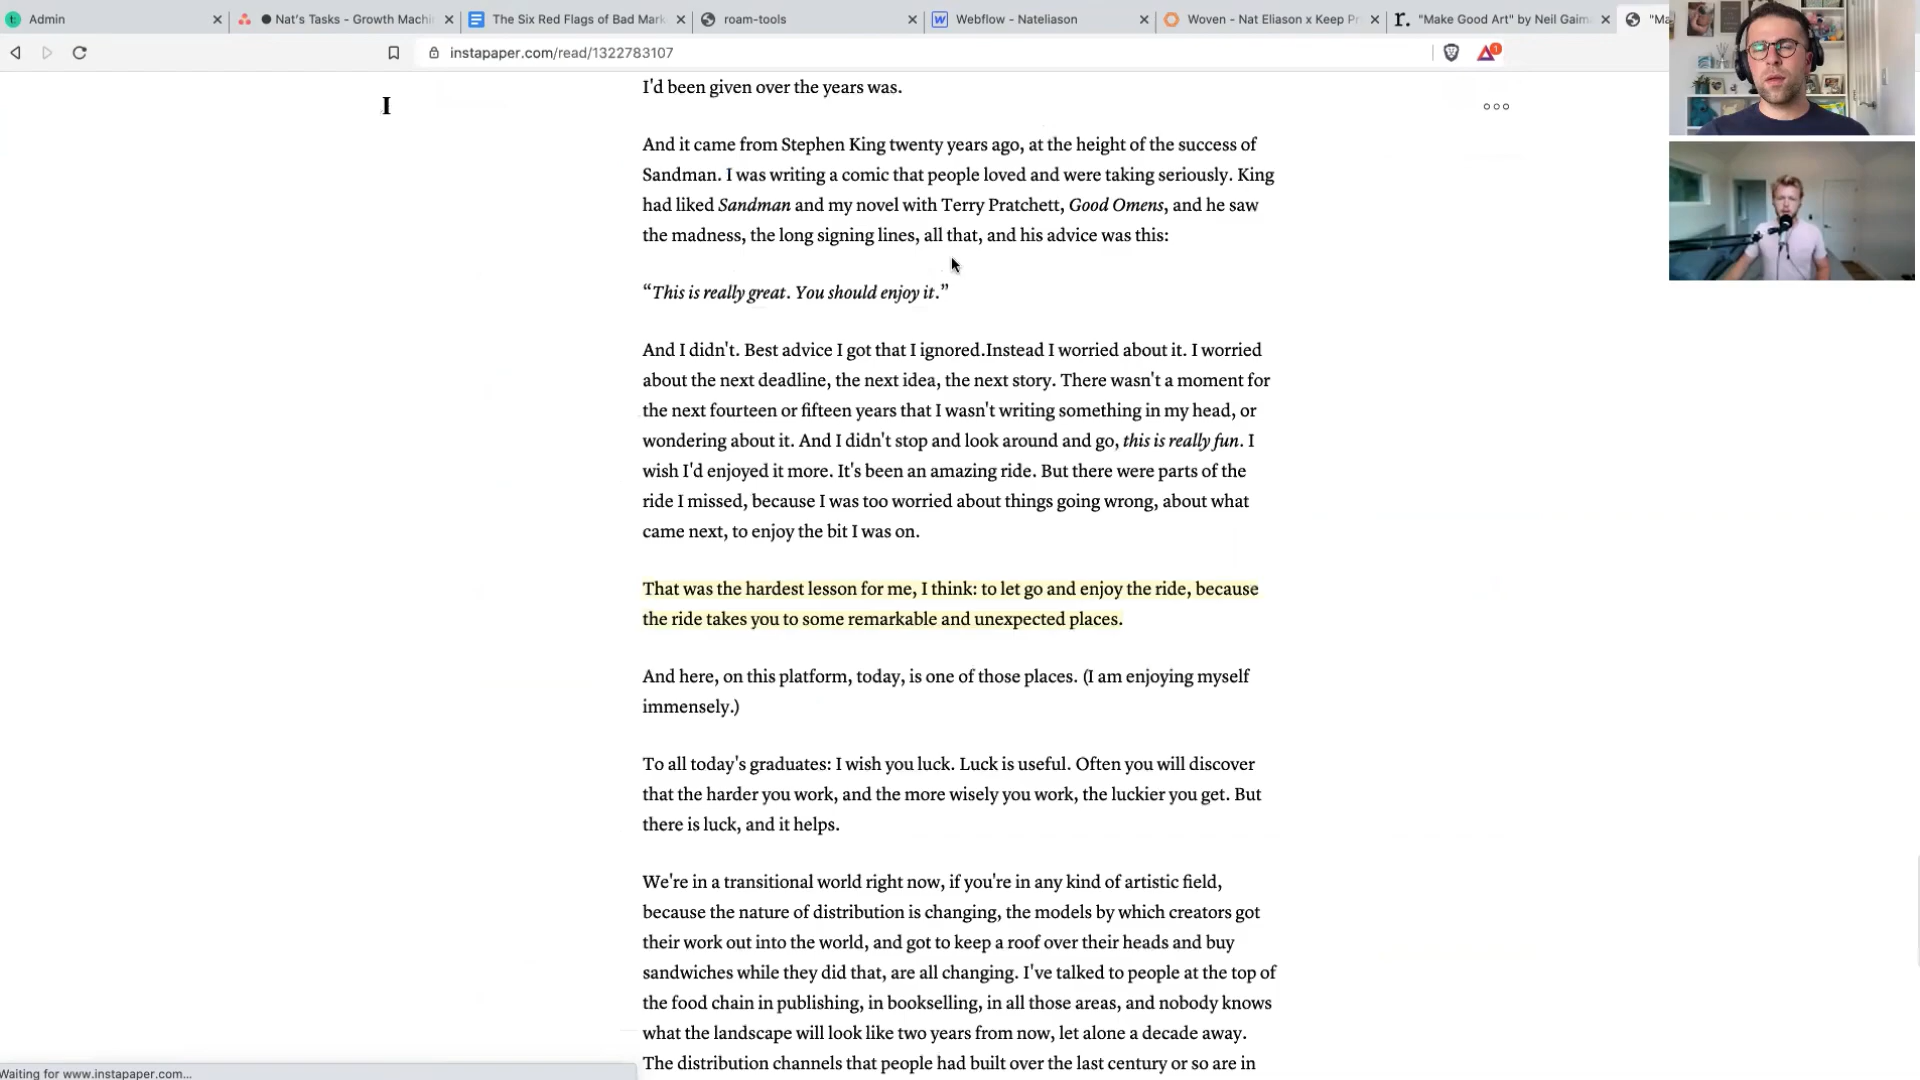 Admin
Nat's Tasks - Growth Machi
The Six Red Flags of Bad Mark
roam-tools
Webflow - Nateliason
Woven - Nat Eliason x Keep Pr
"Make Good Art" by Neil Gaim
"Ma
instapaper.com/read/1322783107
1
I
I'd been given over the years was.
And it came from Stephen King twenty years ago, at the height of the success of
Sandman. I was writing a comic that people loved and were taking seriously. King
had liked Sandman and my novel with Terry Pratchett, Good Omens, and he saw
the madness, the long signing lines, all that, and his advice was this:
“This is really great. You should enjoy it.”
And I didn't. Best advice I got that I ignored.Instead I worried about it. I worried
about the next deadline, the next idea, the next story. There wasn't a moment for
the next fourteen or fifteen years that I wasn't writing something in my head, or
wondering about it. And I didn't stop and look around and go, this is really fun. I
wish I'd enjoyed it more. It's been an amazing ride. But there were parts of the
ride I missed, because I was too worried about things going wrong, about what
came next, to enjoy the bit I was on.
That was the hardest lesson for me, I think: to let go and enjoy the ride, because
the ride takes you to some remarkable and unexpected places.
And here, on this platform, today, is one of those places. (I am enjoying myself
immensely.)
To all today's graduates: I wish you luck. Luck is useful. Often you will discover
that the harder you work, and the more wisely you work, the luckier you get. But
there is luck, and it helps.
We're in a transitional world right now, if you're in any kind of artistic field,
because the nature of distribution is changing, the models by which creators got
their work out into the world, and got to keep a roof over their heads and buy
sandwiches while they did that, are all changing. I've talked to people at the top of
the food chain in publishing, in bookselling, in all those areas, and nobody knows
what the landscape will look like two years from now, let alone a decade away.
The distribution channels that people had built over the last century or so are in
Waiting for www.instapaper.com...